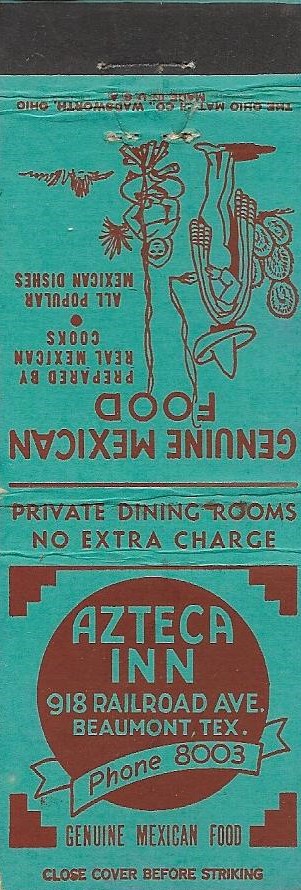 THE OHIO MATCH CO. WADSWORTH, OHIO
MADE IN U.S.A.
GENUINE MEXICAN
FOOD
PREPARED BY
REAL MEXICAN
COOKS
•
ALL POPULAR
MEXICAN DISHES
PRIVATE DINING ROOMS
NO EXTRA CHARGE
AZTECA
INN
918 RAILROAD AVE.
BEAUMONT, TEX.
Phone 8003
GENUINE MEXICAN FOOD
CLOSE COVER BEFORE STRIKING